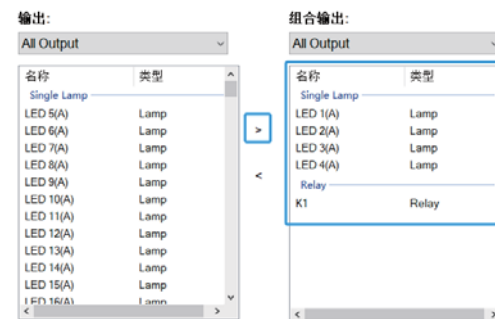 输出:
All Output
名称 类型
Single Lamp
LED 5(A) Lamp
LED 6(A) Lamp
LED 7(A) Lamp
LED 8(A) Lamp
LED 9(A) Lamp
LED 10(A) Lamp
LED 11(A) Lamp
LED 12(A) Lamp
LED 13(A) Lamp
LED 14(A) Lamp
LED 15(A) Lamp
LED 16(A) Lamp
>
<
组合输出:
All Output
名称 类型
Single Lamp
LED 1(A) Lamp
LED 2(A) Lamp
LED 3(A) Lamp
LED 4(A) Lamp
Relay
K1 Relay